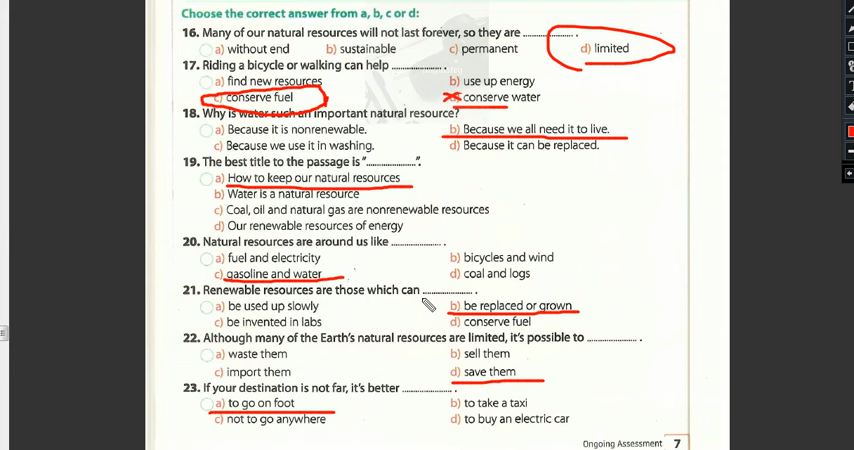 Choose the correct answer from a, b, c or d:
16. Many of our natural resources will not last forever, so they are .................... .
a) without end b) sustainable c) permanent d) limited
17. Riding a bicycle or walking can help .................... .
a) find new resources b) use up energy
c) conserve fuel conserve water
18. Why is water such an important natural resource?
a) Because it is nonrenewable. b) Because we all need it to live.
c) Because we use it in washing. d) Because it can be replaced.
19. The best title to the passage is "....................".
a) How to keep our natural resources
b) Water is a natural resource
c) Coal, oil and natural gas are nonrenewable resources
d) Our renewable resources of energy
20. Natural resources are around us like .................... .
a) fuel and electricity b) bicycles and wind
c) gasoline and water d) coal and logs
21. Renewable resources are those which can .................... .
a) be used up slowly b) be replaced or grown
c) be invented in labs d) conserve fuel
22. Although many of the Earth's natural resources are limited, it's possible to .................... .
a) waste them b) sell them
c) import them d) save them
23. If your destination is not far, it's better .................... .
a) to go on foot b) to take a taxi
c) not to go anywhere d) to buy an electric car
Ongoing Assessment 7